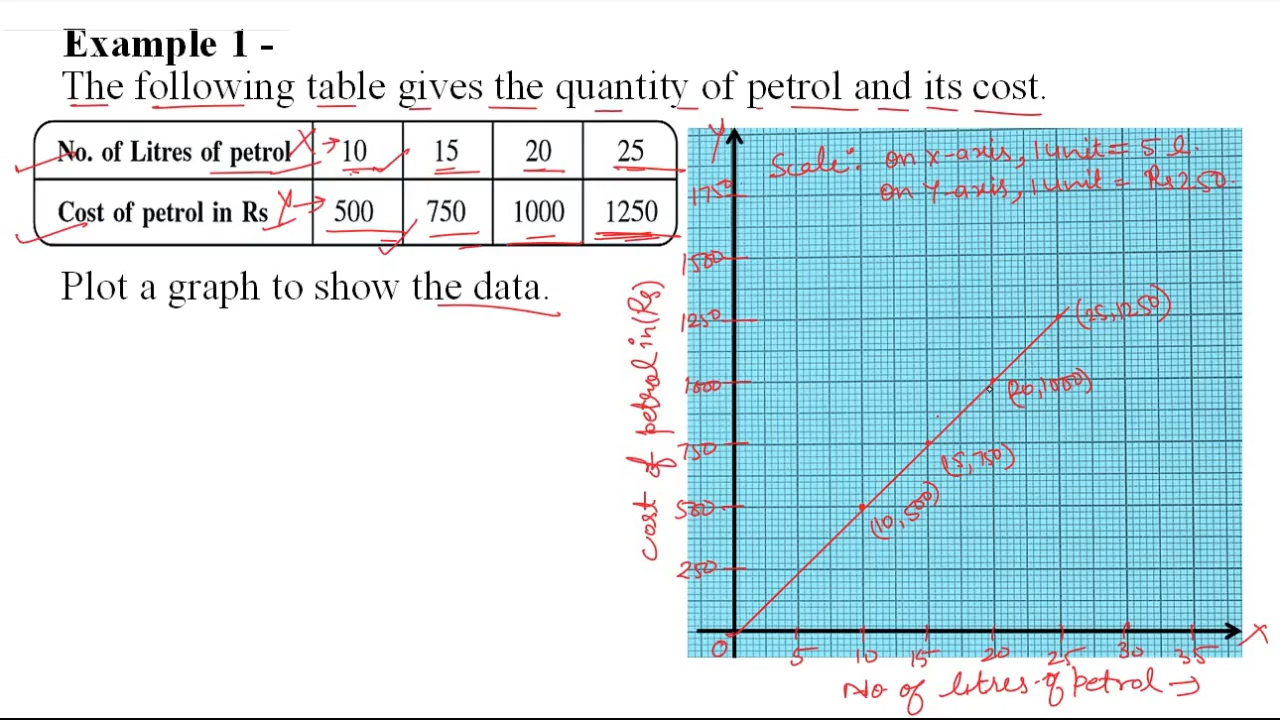 Example 1 -
The following table gives the quantity of petrol and its cost.
No. of Litres of petrol X → 10 15 20 25
Cost of petrol in Rs Y → 500 750 1000 1250
Plot a graph to show the data.
Y
Scale: on x-axis, 1 unit = 5 l.
on Y-axis, 1 unit = Rs 250.
1750
1500
1250
1000
750
500
250
0
Cost of petrol in (Rs)
(25, 1250)
(20, 1000)
(15, 750)
(10, 500)
5 10 15 20 25 30 35 X
No of litres of petrol →